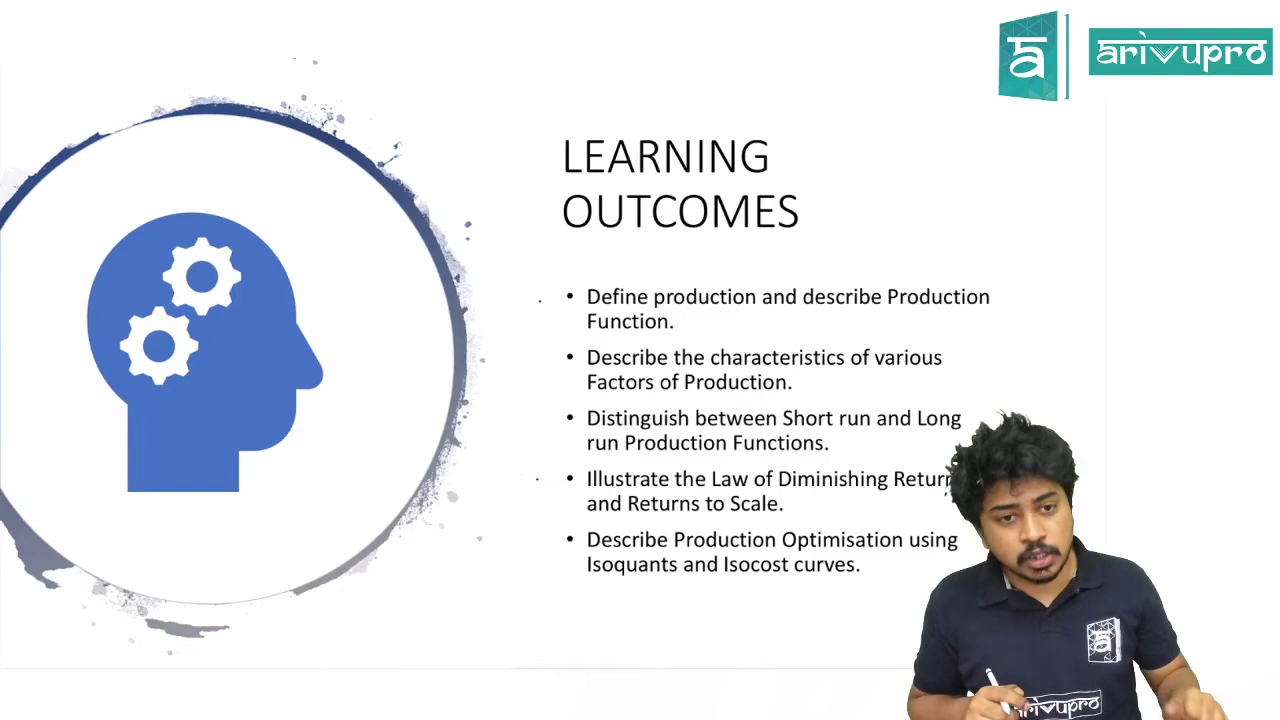 arivupro
LEARNING
OUTCOMES
• Define production and describe Production
Function.
• Describe the characteristics of various
Factors of Production.
• Distinguish between Short run and Long
run Production Functions.
• Illustrate the Law of Diminishing Return
and Returns to Scale.
• Describe Production Optimisation using
Isoquants and Isocost curves.
arivupro